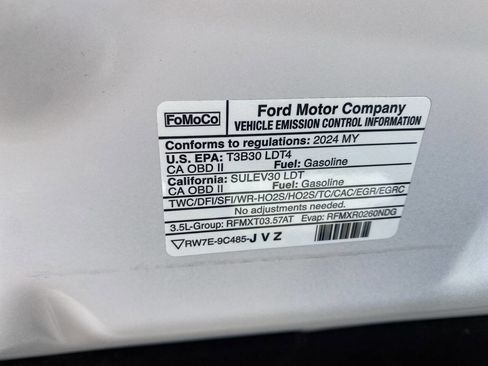 FoMoCo
Ford Motor Company
VEHICLE EMISSION CONTROL INFORMATION
Conforms to regulations: 2024 MY
U.S. EPA: T3B30 LDT4
CA OBD II Fuel: Gasoline
California: SULEV30 LDT
CA OBD II Fuel: Gasoline
TWC/DFI/SFI/WR-HO2S/HO2S/TC/CAC/EGR/EGRC
No adjustments needed.
3.5L-Group: RFMXT03.57AT Evap: RFMXR0260NDG
RW7E-9C485-JVZ